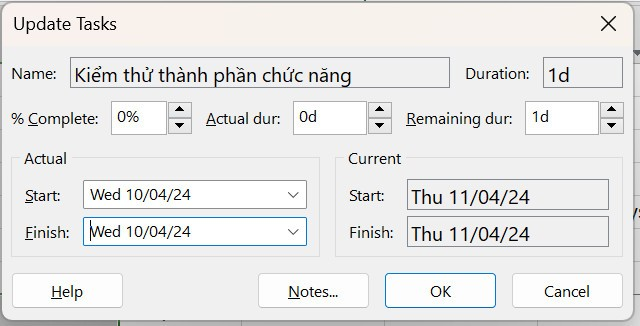 Update Tasks
Name: Kiểm thử thành phần chức năng Duration: 1d
% Complete: 0% Actual dur: 0d Remaining dur: 1d
Actual Current
Start: Wed 10/04/24 Start: Thu 11/04/24
Finish: Wed 10/04/24 Finish: Thu 11/04/24
Help Notes... OK Cancel